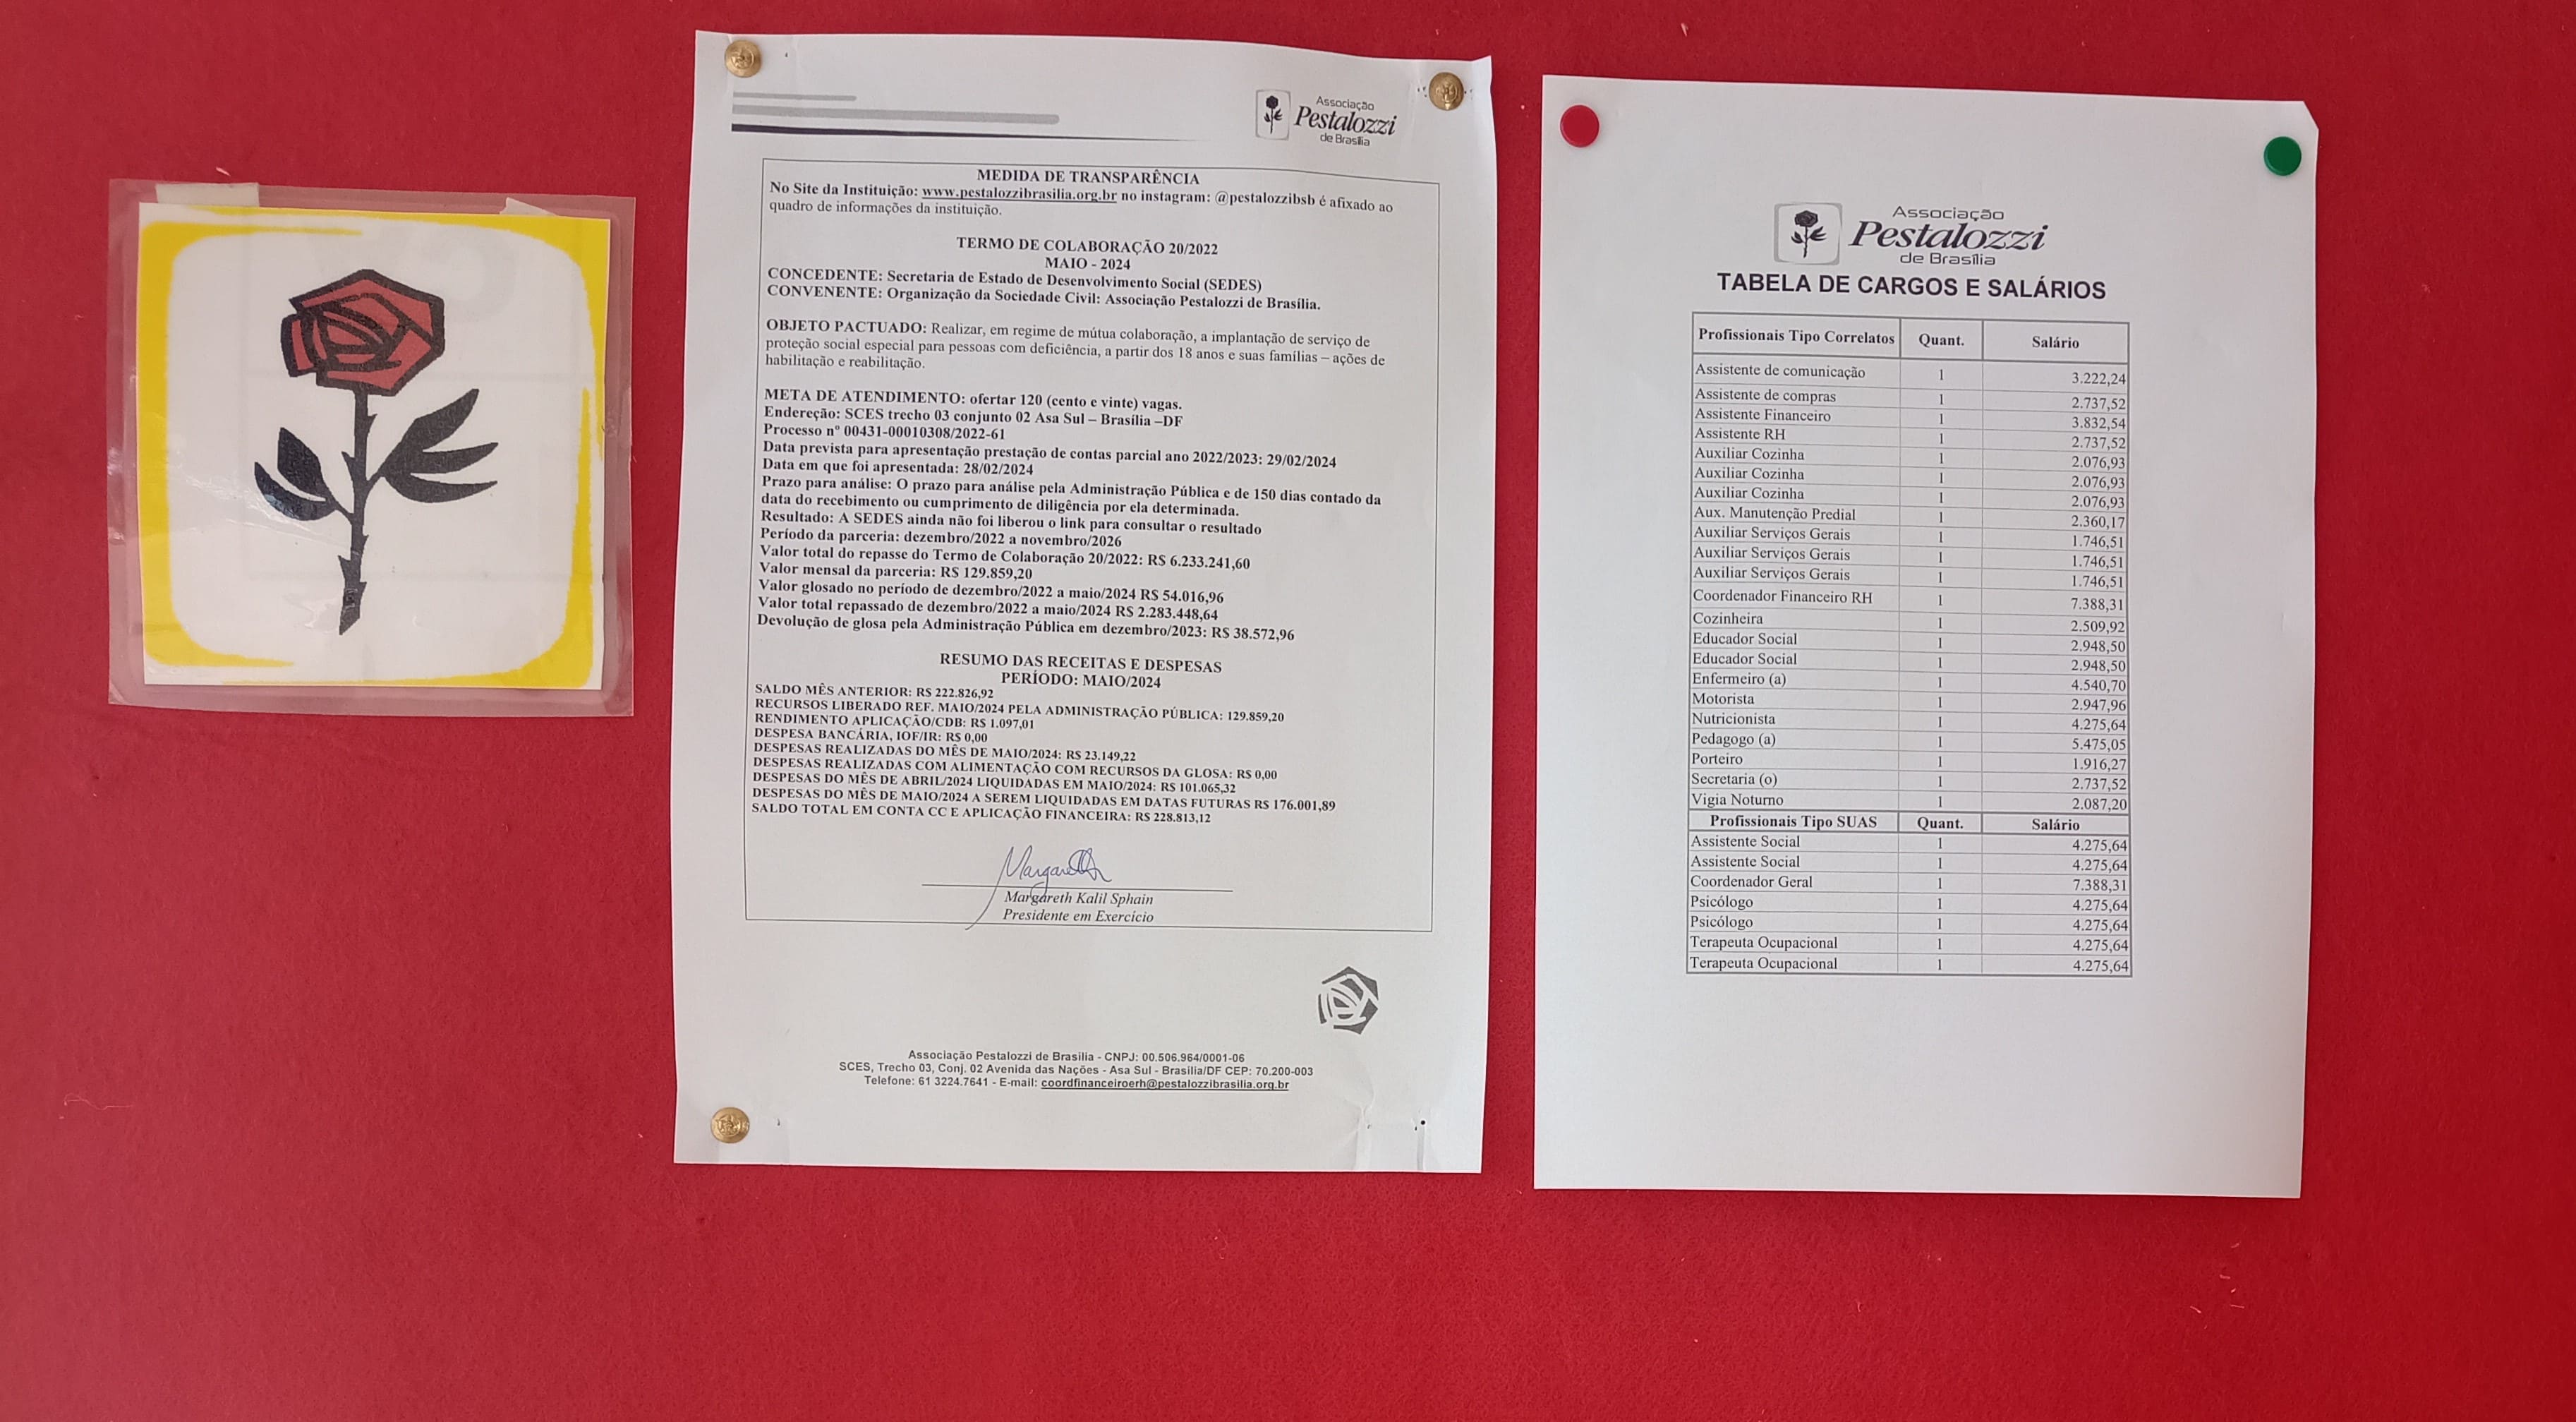 Associação
Pestalozzi
de Brasília
MEDIDA DE TRANSPARÊNCIA
No Site da Instituição: www.pestalozzibrasilia.org.br no instagram: @pestalozzibsb é afixado ao
quadro de informações da instituição.
TERMO DE COLABORAÇÃO 20/2022
MAIO - 2024
CONCEDENTE: Secretaria de Estado de Desenvolvimento Social (SEDES)
CONVENENTE: Organização da Sociedade Civil: Associação Pestalozzi de Brasília.
OBJETO PACTUADO: Realizar, em regime de mútua colaboração, a implantação de serviço de
proteção social especial para pessoas com deficiência, a partir dos 18 anos e suas famílias – ações de
habilitação e reabilitação.
META DE ATENDIMENTO: ofertar 120 (cento e vinte) vagas.
Endereção: SCES trecho 03 conjunto 02 Asa Sul – Brasília –DF
Processo nº 00431-00010308/2022-61
Data prevista para apresentação prestação de contas parcial ano 2022/2023: 29/02/2024
Data em que foi apresentada: 28/02/2024
Prazo para análise: O prazo para análise pela Administração Pública e de 150 dias contado da
data do recebimento ou cumprimento de diligência por ela determinada.
Resultado: A SEDES ainda não foi liberou o link para consultar o resultado
Período da parceria: dezembro/2022 a novembro/2026
Valor total do repasse do Termo de Colaboração 20/2022: R$ 6.233.241,60
Valor mensal da parceria: R$ 129.859,20
Valor glosado no período de dezembro/2022 a maio/2024 R$ 54.016,96
Valor total repassado de dezembro/2022 a maio/2024 R$ 2.283.448,64
Devolução de glosa pela Administração Pública em dezembro/2023: R$ 38.572,96
RESUMO DAS RECEITAS E DESPESAS
PERÍODO: MAIO/2024
SALDO MÊS ANTERIOR: R$ 222.826,92
RECURSOS LIBERADO REF. MAIO/2024 PELA ADMINISTRAÇÃO PÚBLICA: 129.859,20
RENDIMENTO APLICAÇÃO/CDB: R$ 1.097,01
DESPESA BANCÁRIA, IOF/IR: R$ 0,00
DESPESAS REALIZADAS DO MÊS DE MAIO/2024: R$ 23.149,22
DESPESAS REALIZADAS COM ALIMENTAÇÃO COM RECURSOS DA GLOSA: R$ 0,00
DESPESAS DO MÊS DE ABRIL/2024 LIQUIDADAS EM MAIO/2024: R$ 101.065,32
DESPESAS DO MÊS DE MAIO/2024 A SEREM LIQUIDADAS EM DATAS FUTURAS R$ 176.001,89
SALDO TOTAL EM CONTA CC E APLICAÇÃO FINANCEIRA: R$ 228.813,12
Margareth
Margareth Kalil Sphain
Presidente em Exercício
Associação Pestalozzi de Brasilia - CNPJ: 00.506.964/0001-06
SCES, Trecho 03, Conj. 02 Avenida das Nações - Asa Sul - Brasilia/DF CEP: 70.200-003
Telefone: 61 3224.7641 - E-mail: coordfinanceiroerh@pestalozzibrasilia.org.br
Associação
Pestalozzi
de Brasília
TABELA DE CARGOS E SALÁRIOS
Profissionais Tipo Correlatos Quant. Salário
Assistente de comunicação 1 3.222,24
Assistente de compras 1 2.737,52
Assistente Financeiro 1 3.832,54
Assistente RH 1 2.737,52
Auxiliar Cozinha 1 2.076,93
Auxiliar Cozinha 1 2.076,93
Auxiliar Cozinha 1 2.076,93
Aux. Manutenção Predial 1 2.360,17
Auxiliar Serviços Gerais 1 1.746,51
Auxiliar Serviços Gerais 1 1.746,51
Auxiliar Serviços Gerais 1 1.746,51
Coordenador Financeiro RH 1 7.388,31
Cozinheira 1 2.509,92
Educador Social 1 2.948,50
Educador Social 1 2.948,50
Enfermeiro (a) 1 4.540,70
Motorista 1 2.947,96
Nutricionista 1 4.275,64
Pedagogo (a) 1 5.475,05
Porteiro 1 1.916,27
Secretaria (o) 1 2.737,52
Vigia Noturno 1 2.087,20
Profissionais Tipo SUAS Quant. Salário
Assistente Social 1 4.275,64
Assistente Social 1 4.275,64
Coordenador Geral 1 7.388,31
Psicólogo 1 4.275,64
Psicólogo 1 4.275,64
Terapeuta Ocupacional 1 4.275,64
Terapeuta Ocupacional 1 4.275,64